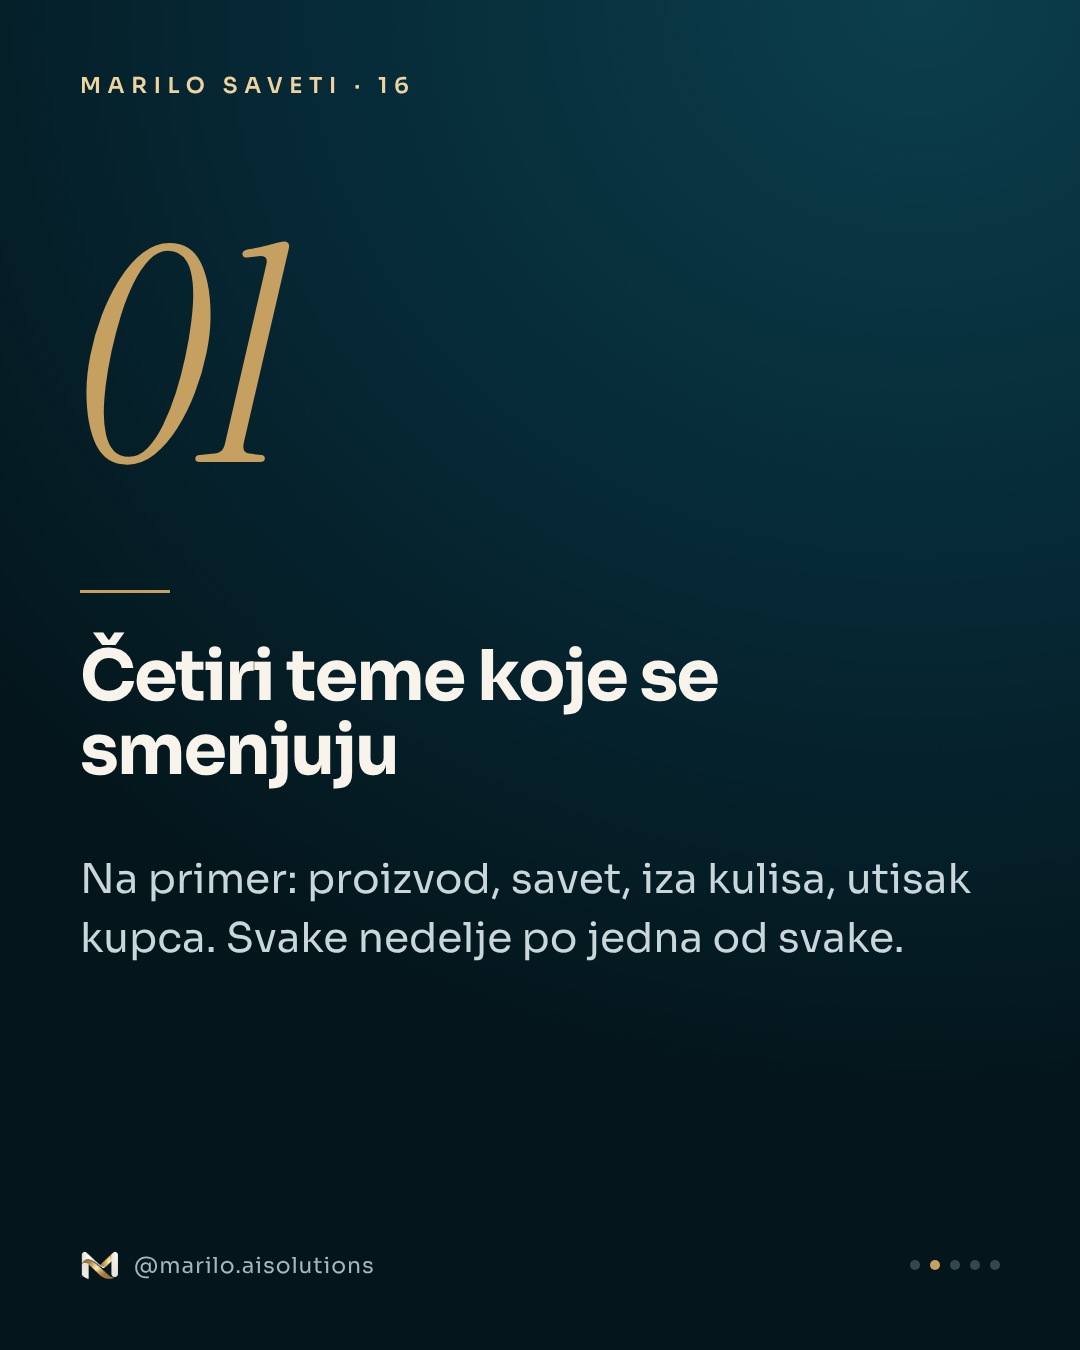 MARILO SAVETI · 16
01
Četiri teme koje se
smenjuju
Na primer: proizvod, savet, iza kulisa, utisak
kupca. Svake nedelje po jedna od svake.
@marilo.aisolutions